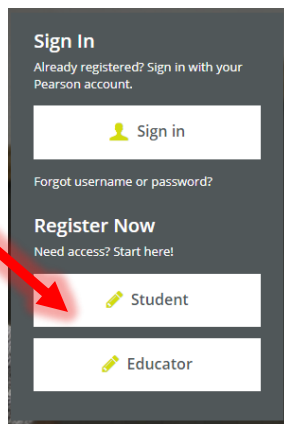 Sign In
Already registered? Sign in with your
Pearson account.
Sign in
Forgot username or password?
Register Now
Need access? Start here!
Student
Educator